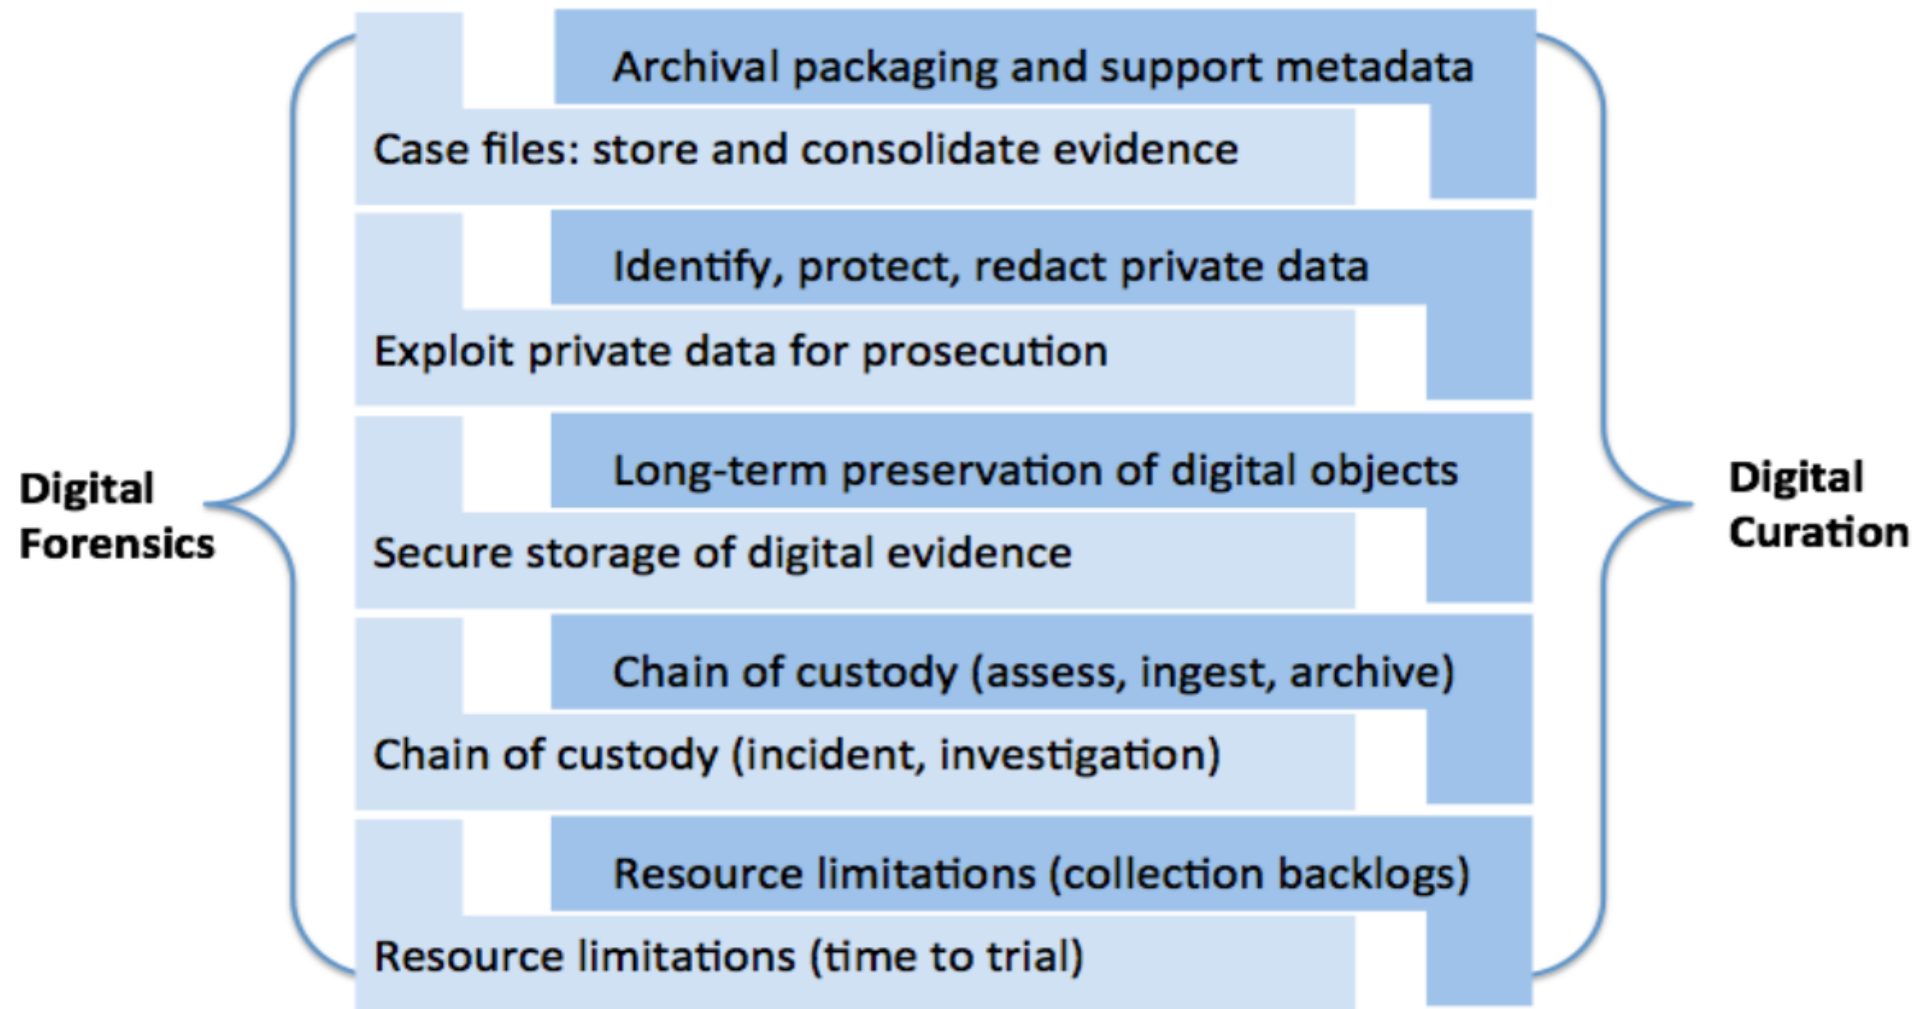 Archival packaging and support metadata
Case files: store and consolidate evidence
Identify, protect, redact private data
Exploit private data for prosecution
Long-term preservation of digital objects
Secure storage of digital evidence
Chain of custody (assess, ingest, archive)
Chain of custody (incident, investigation)
Resource limitations (collection backlogs)
Resource limitations (time to trial)
Digital
Forensics
Digital
Curation